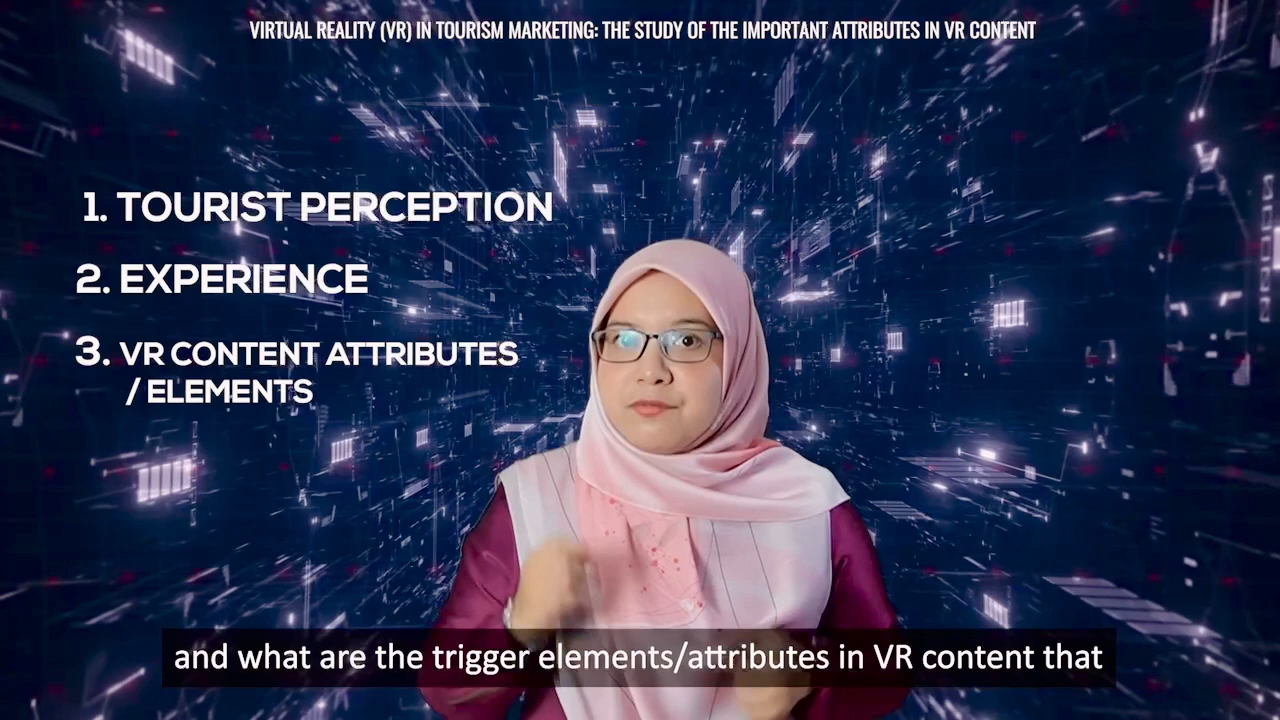 VIRTUAL REALITY (VR) IN TOURISM MARKETING: THE STUDY OF THE IMPORTANT ATTRIBUTES IN VR CONTENT
1. TOURIST PERCEPTION
2. EXPERIENCE
3. VR CONTENT ATTRIBUTES
/ ELEMENTS
and what are the trigger elements/attributes in VR content that